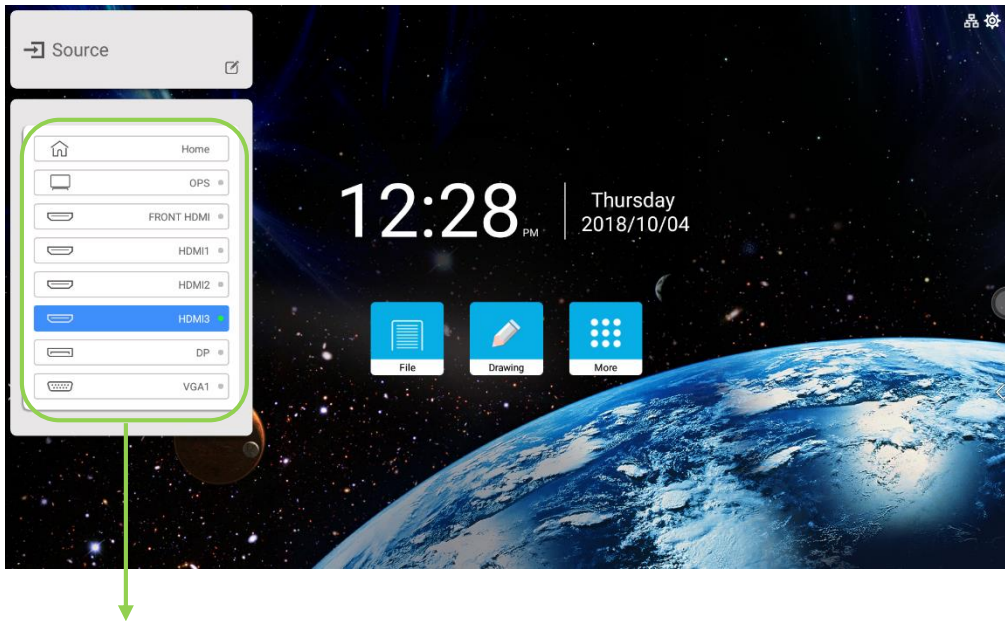 Source
Home
OPS
FRONT HDMI
HDMI1
HDMI2
HDMI3
DP
VGA1
12:28 PM
Thursday
2018/10/04
File
Drawing
More